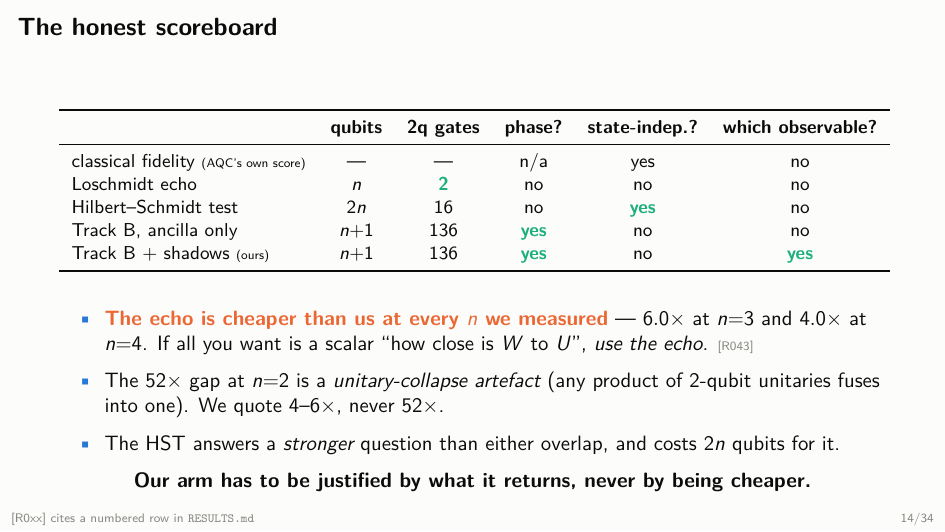 The honest scoreboard
qubits 2q gates phase? state-indep.? which observable?
classical fidelity (AQC's own score) — — n/a yes no
Loschmidt echo n 2 no no no
Hilbert–Schmidt test 2n 16 no yes no
Track B, ancilla only n+1 136 yes no no
Track B + shadows (ours) n+1 136 yes no yes
The echo is cheaper than us at every n we measured — 6.0× at n=3 and 4.0× at
n=4. If all you want is a scalar “how close is W to U”, use the echo. [R043]
The 52× gap at n=2 is a unitary-collapse artefact (any product of 2-qubit unitaries fuses
into one). We quote 4–6×, never 52×.
The HST answers a stronger question than either overlap, and costs 2n qubits for it.
Our arm has to be justified by what it returns, never by being cheaper.
[R0xx] cites a numbered row in RESULTS.md 14/34